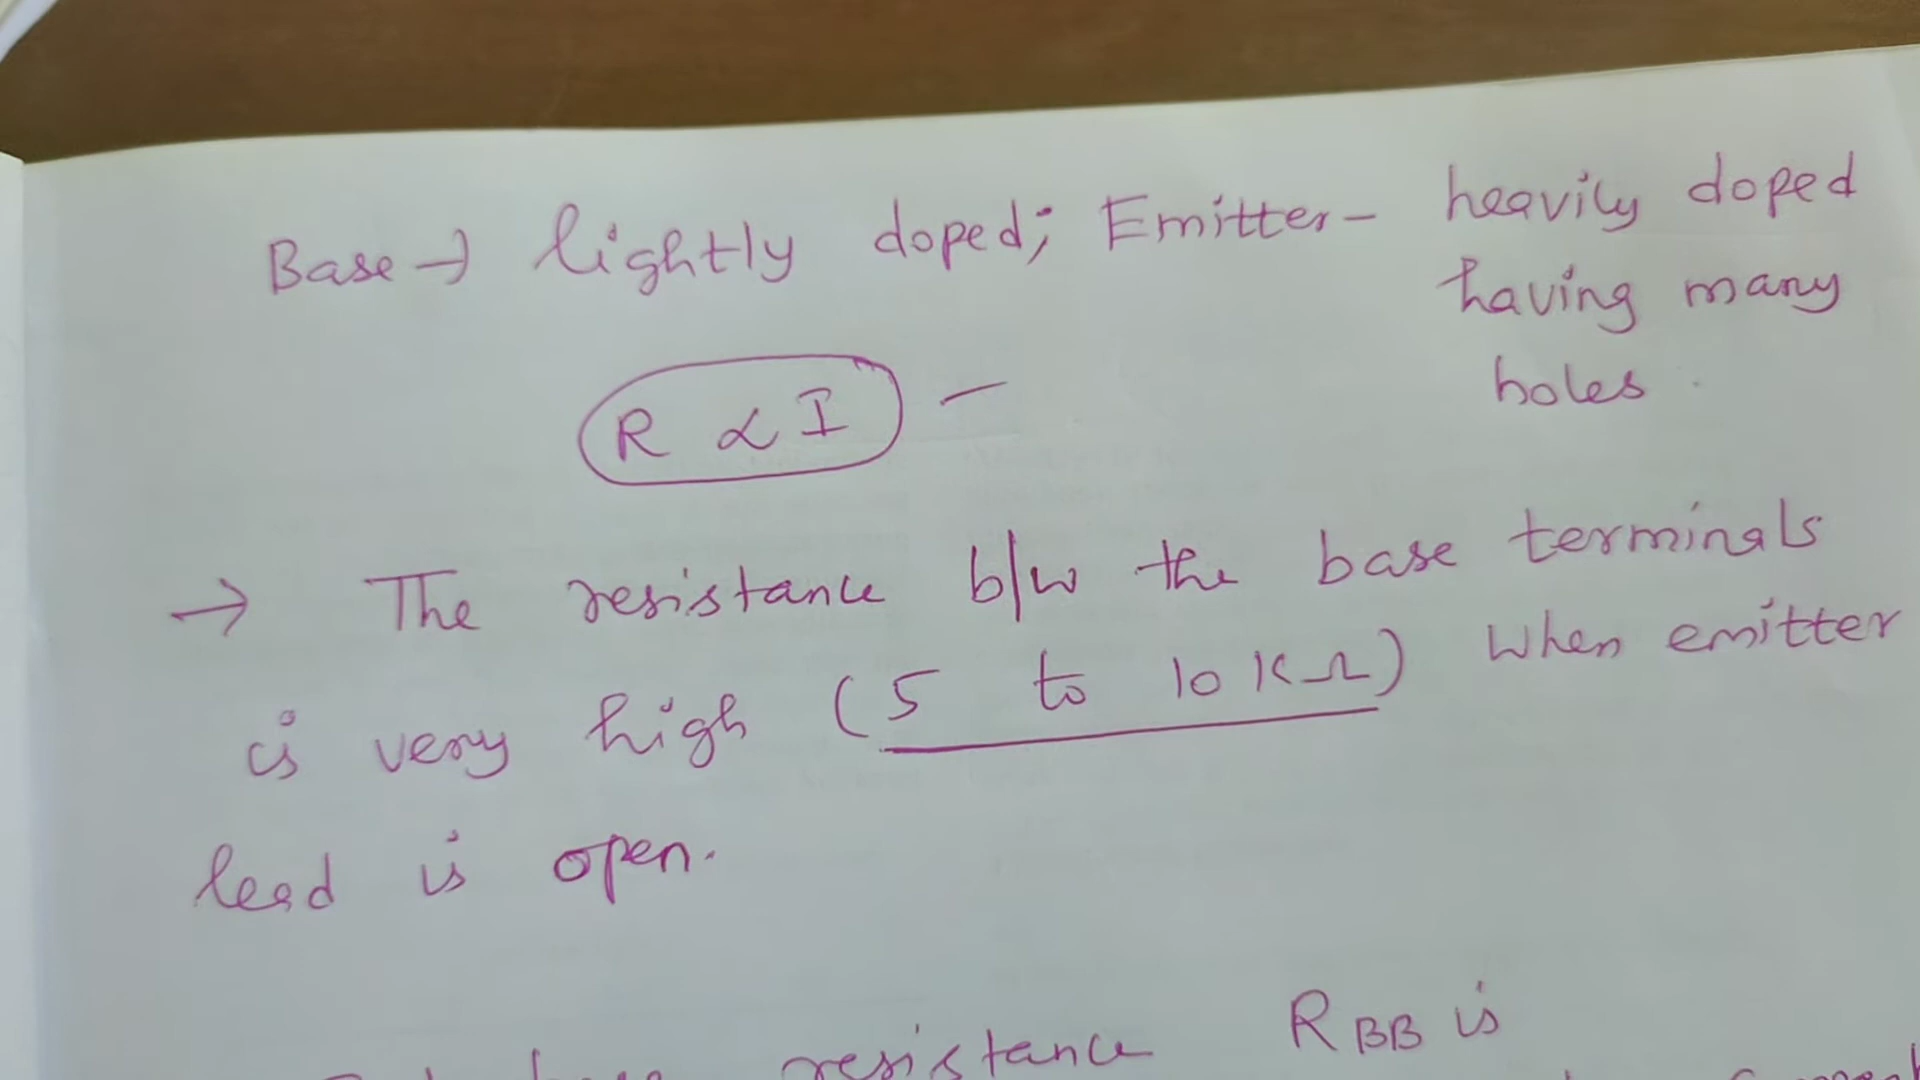 Base → lightly doped; Emitter - heavily doped
having many
holes.
R ∝ I -
→ The resistance b/w the base terminals
is very high (5 to 10 KΩ) when emitter
lead is open.
resistance RBB is